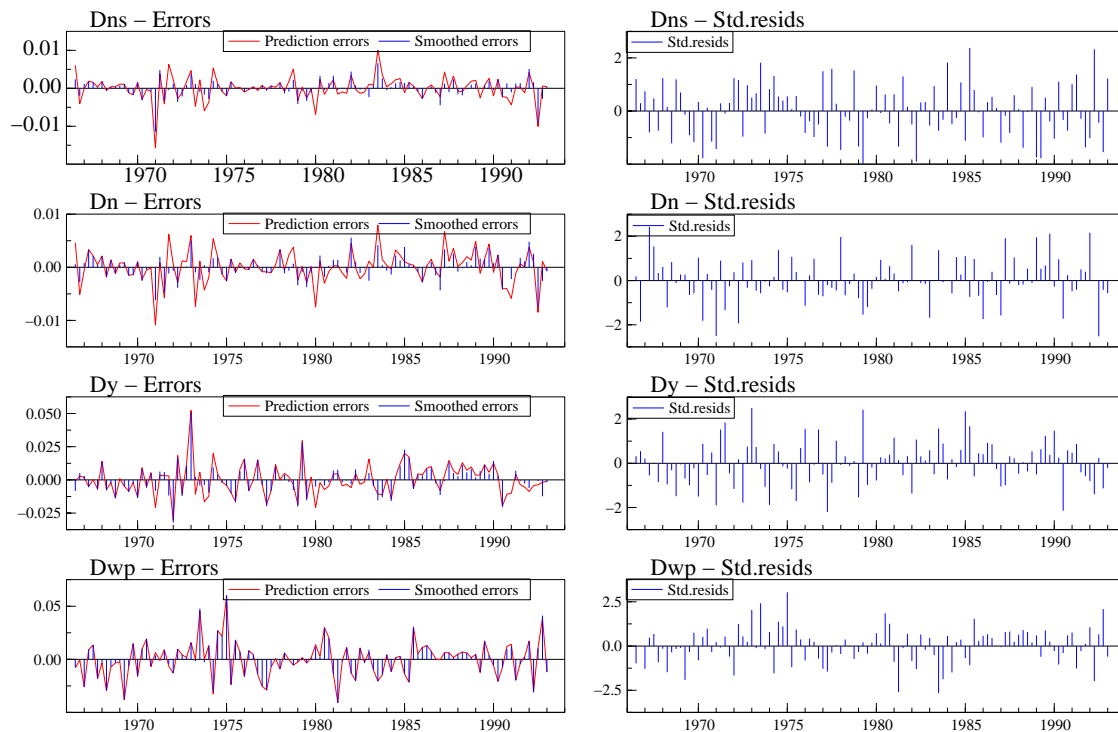 Dns − Errors
Prediction errors Smoothed errors
0.01
0.00
−0.01
1970 1975 1980 1985 1990
Dns − Std.resids
Std.resids
2
0
1970 1975 1980 1985 1990
Dn − Errors
Prediction errors Smoothed errors
0.01
0.00
−0.01
1970 1975 1980 1985 1990
Dn − Std.resids
Std.resids
2
0
−2
1970 1975 1980 1985 1990
Dy − Errors
Prediction errors Smoothed errors
0.050
0.025
0.000
−0.025
1970 1975 1980 1985 1990
Dy − Std.resids
Std.resids
2
0
−2
1970 1975 1980 1985 1990
Dwp − Errors
Prediction errors Smoothed errors
0.05
0.00
1970 1975 1980 1985 1990
Dwp − Std.resids
Std.resids
2.5
0.0
−2.5
1970 1975 1980 1985 1990